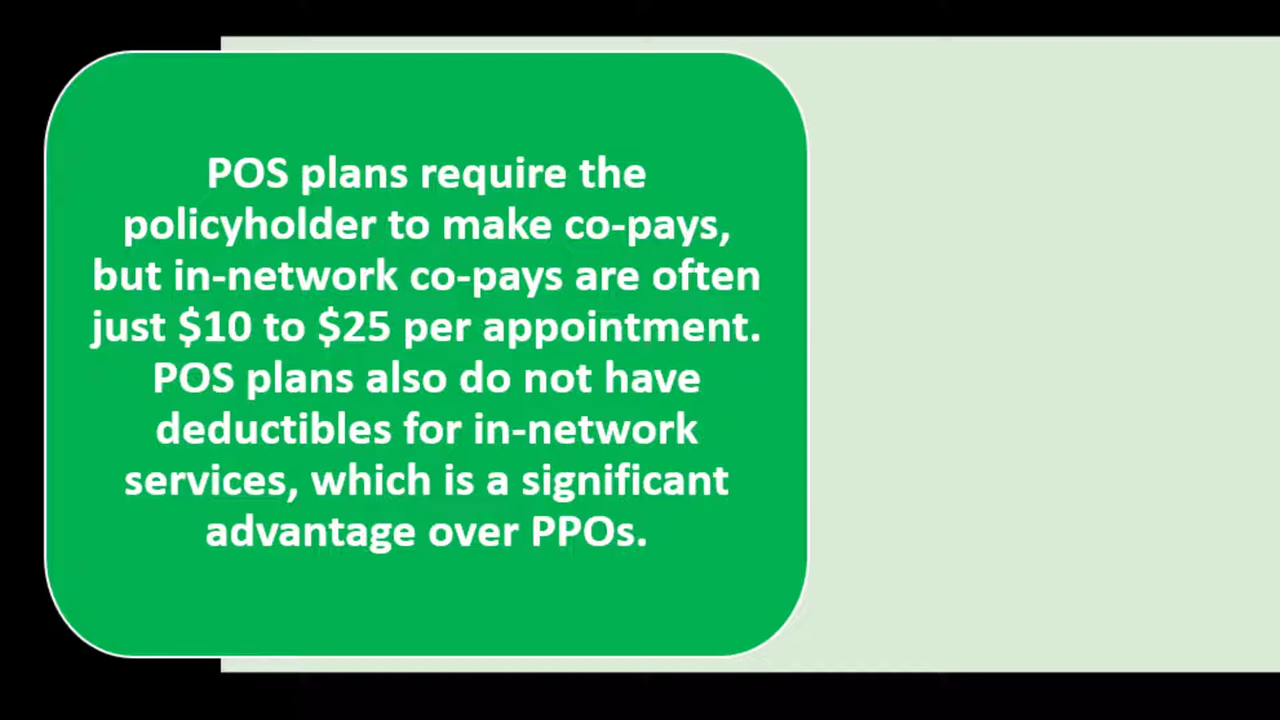 POS plans require the
policyholder to make co-pays,
but in-network co-pays are often
just $10 to $25 per appointment.
POS plans also do not have
deductibles for in-network
services, which is a significant
advantage over PPOs.